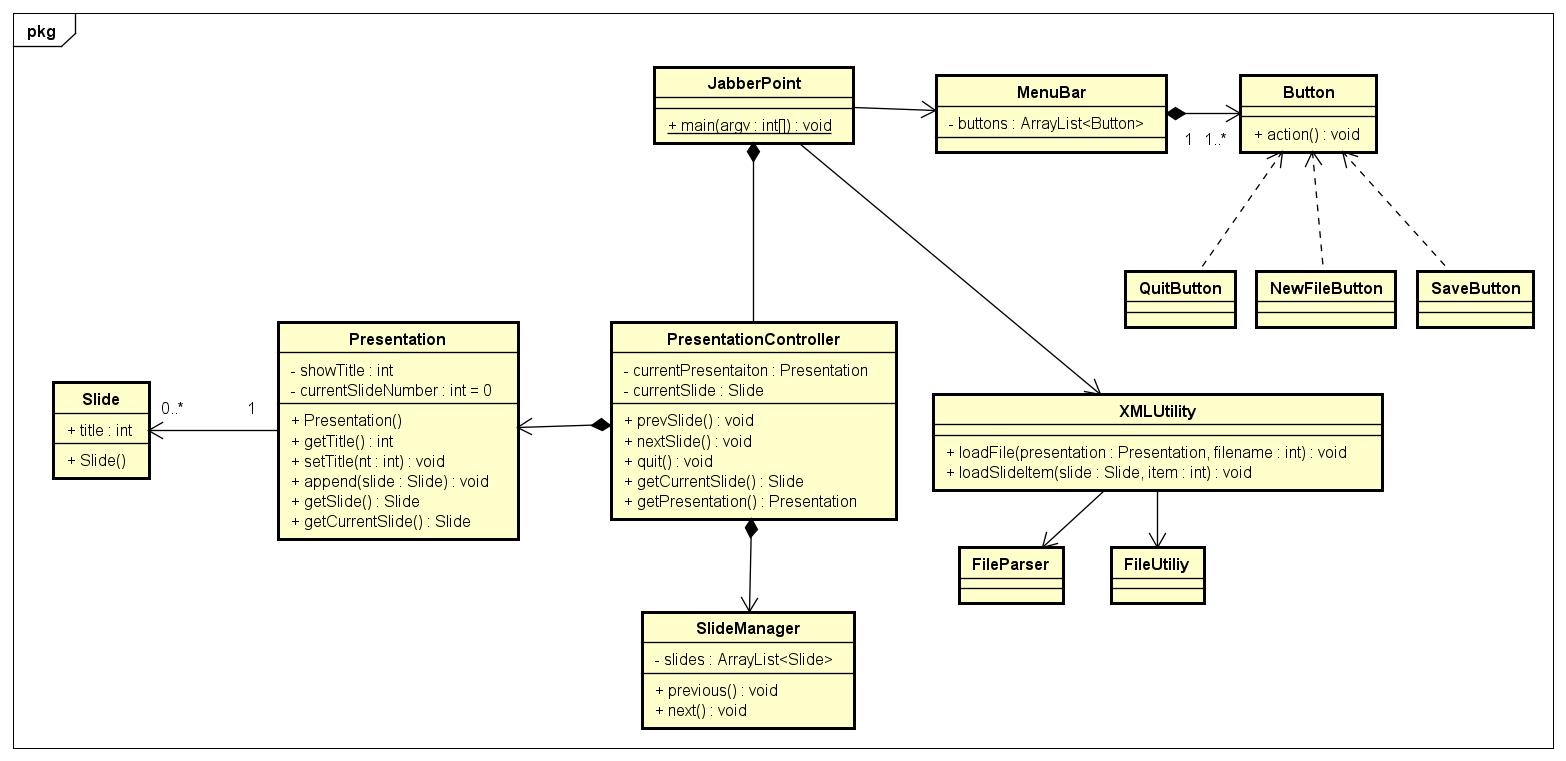 pkg
JabberPoint
+ main(argv : int[]) : void
MenuBar
- buttons : ArrayList<Button>
1
1..*
Button
+ action() : void
QuitButton
NewFileButton
SaveButton
Slide
+ title : int
+ Slide()
0..*
1
Presentation
- showTitle : int
- currentSlideNumber : int = 0
+ Presentation()
+ getTitle() : int
+ setTitle(nt : int) : void
+ append(slide : Slide) : void
+ getSlide() : Slide
+ getCurrentSlide() : Slide
PresentationController
- currentPresentaiton : Presentation
- currentSlide : Slide
+ prevSlide() : void
+ nextSlide() : void
+ quit() : void
+ getCurrentSlide() : Slide
+ getPresentation() : Presentation
XMLUtility
+ loadFile(presentation : Presentation, filename : int) : void
+ loadSlideItem(slide : Slide, item : int) : void
FileParser
FileUtiliy
SlideManager
- slides : ArrayList<Slide>
+ previous() : void
+ next() : void